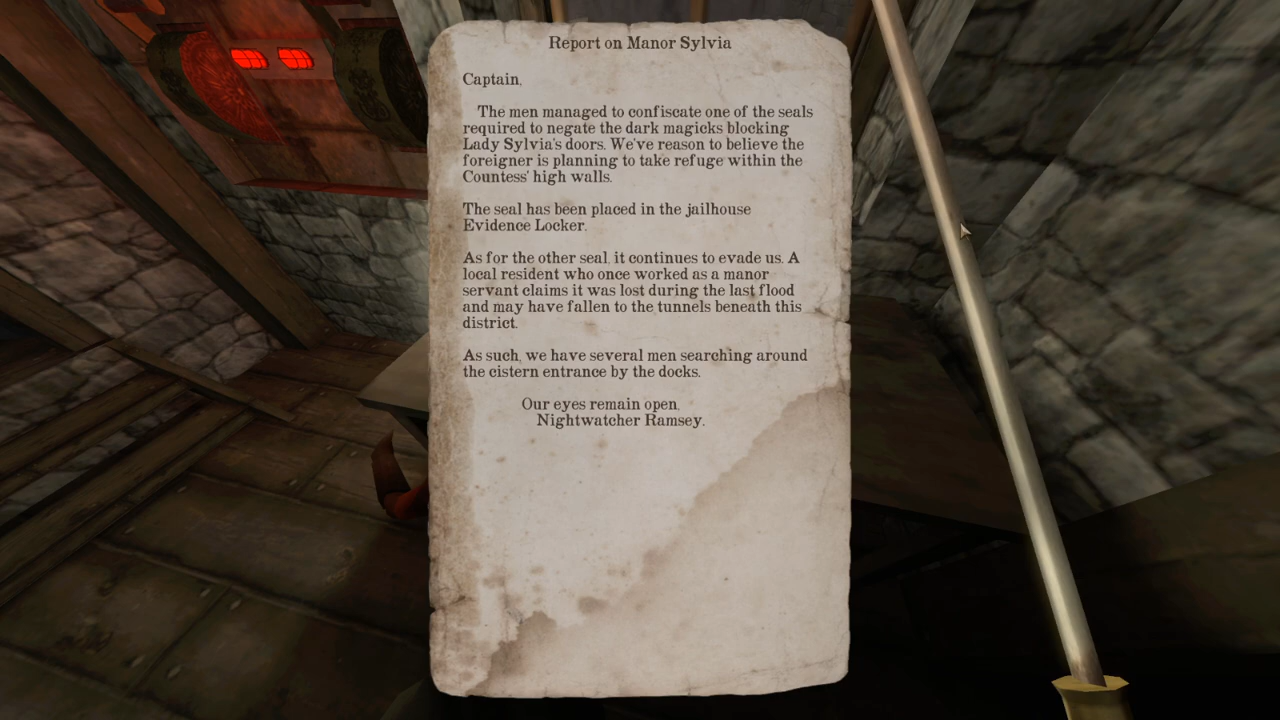 Report on Manor Sylvia
Captain,
The men managed to confiscate one of the seals
required to negate the dark magicks blocking
Lady Sylvia's doors. We've reason to believe the
foreigner is planning to take refuge within the
Countess' high walls.
The seal has been placed in the jailhouse
Evidence Locker.
As for the other seal, it continues to evade us. A
local resident who once worked as a manor
servant claims it was lost during the last flood
and may have fallen to the tunnels beneath this
district.
As such, we have several men searching around
the cistern entrance by the docks.
Our eyes remain open,
Nightwatcher Ramsey.